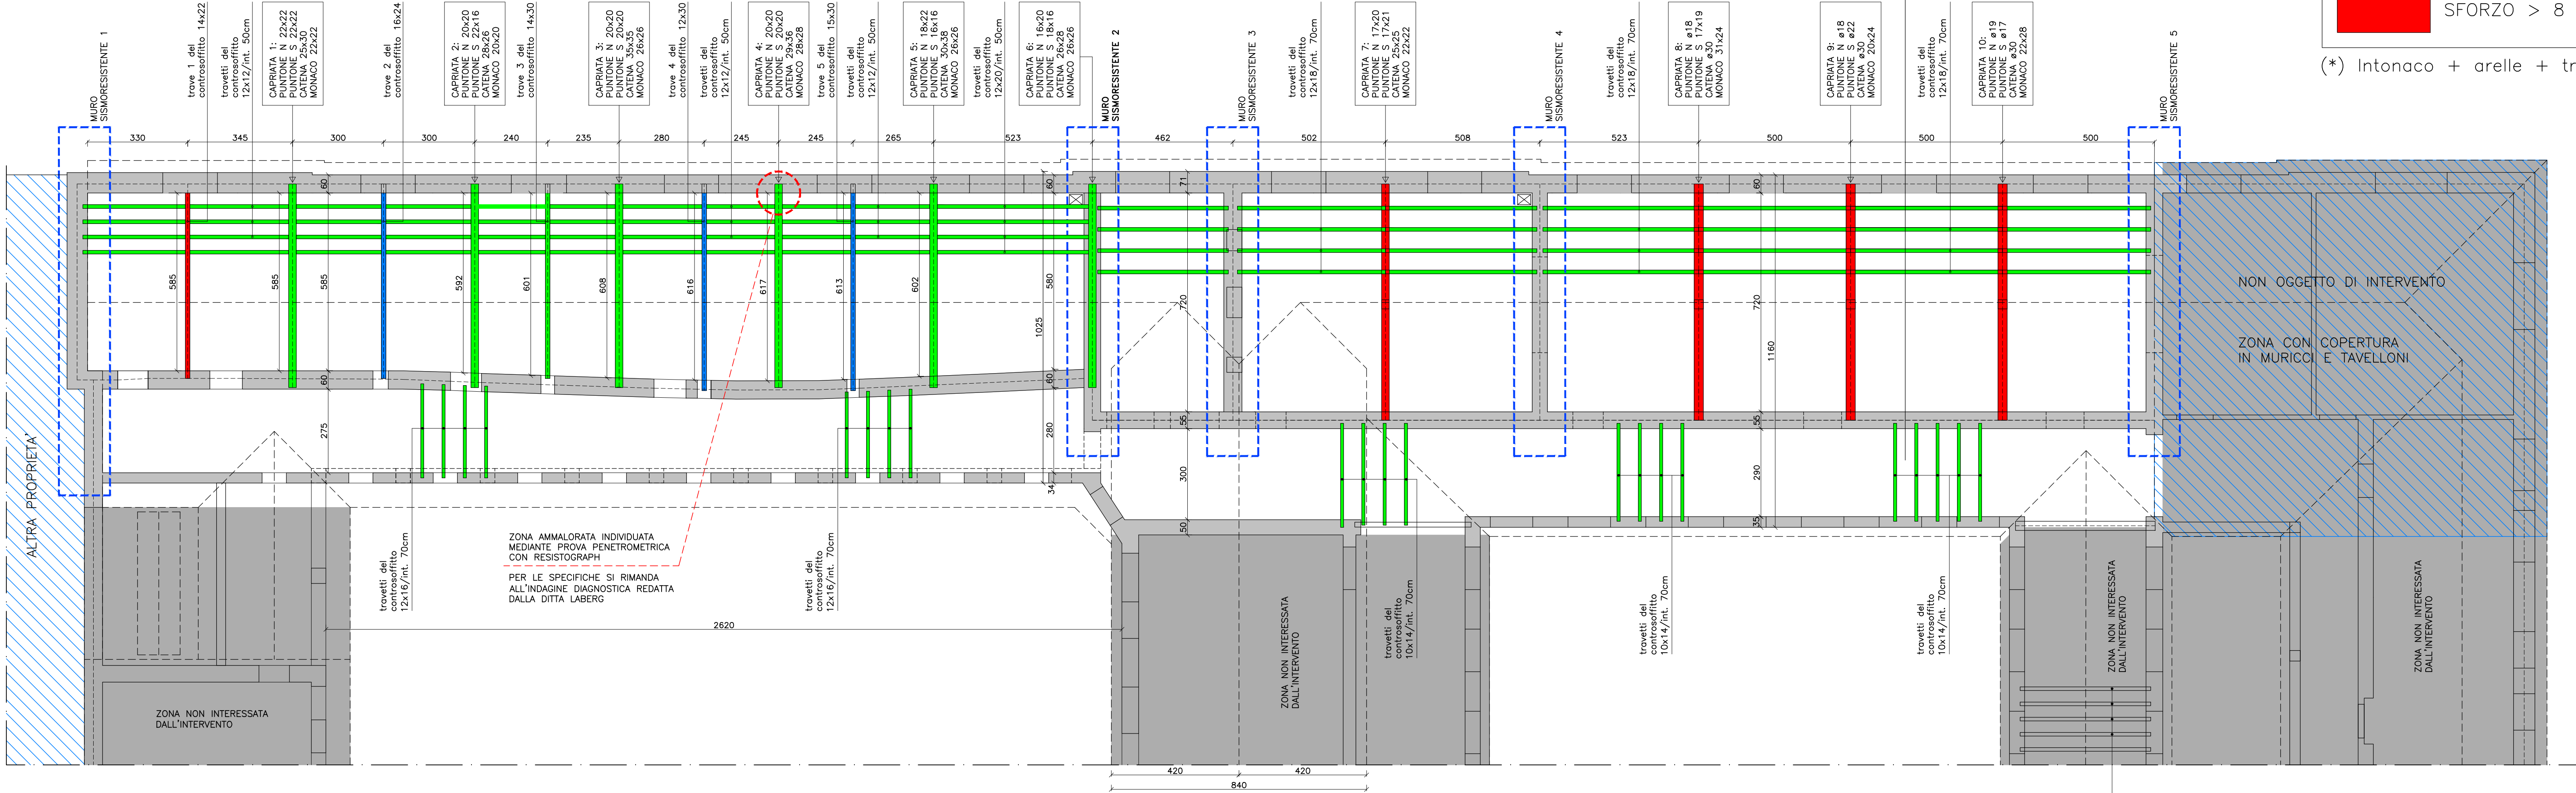 SFORZO > 8
(*) Intonaco + arelle + tr
MURO
SISMORESISTENTE 1
trave 1 del
controsoffitto 14x22
travetti del
controsoffitto
12x12/int. 50cm
CAPRIATA 1:
PUNTONE N 22x22
PUNTONE S 22x22
CATENA 25x30
MONACO 22x22
trave 2 del
controsoffitto 16x24
CAPRIATA 2:
PUNTONE N 20x20
PUNTONE S 22x16
CATENA 28x26
MONACO 20x20
trave 3 del
controsoffitto 14x30
CAPRIATA 3:
PUNTONE N 20x20
PUNTONE S 20x20
CATENA 35x35
MONACO 26x26
trave 4 del
controsoffitto 12x30
travetti del
controsoffitto
12x12/int. 50cm
CAPRIATA 4:
PUNTONE N 20x20
PUNTONE S 20x20
CATENA 29x36
MONACO 28x28
trave 5 del
controsoffitto 15x30
travetti del
controsoffitto
12x12/int. 50cm
CAPRIATA 5:
PUNTONE N 18x22
PUNTONE S 16x16
CATENA 30x38
MONACO 26x26
travetti del
controsoffitto
12x20/int. 50cm
CAPRIATA 6:
PUNTONE N 16x20
PUNTONE S 18x16
CATENA 26x28
MONACO 26x26
MURO
SISMORESISTENTE 2
MURO
SISMORESISTENTE 3
travetti del
controsoffitto
12x18/int. 70cm
CAPRIATA 7:
PUNTONE N 17x20
PUNTONE S 17x21
CATENA 25x25
MONACO 22x22
MURO
SISMORESISTENTE 4
travetti del
controsoffitto
12x18/int. 70cm
CAPRIATA 8:
PUNTONE N ø18
PUNTONE S 17x19
CATENA ø30
MONACO 31x24
CAPRIATA 9:
PUNTONE N ø18
PUNTONE S ø22
CATENA ø30
MONACO 20x24
travetti del
controsoffitto
12x18/int. 70cm
CAPRIATA 10:
PUNTONE N ø19
PUNTONE S ø17
CATENA ø30
MONACO 22x28
MURO
SISMORESISTENTE 5
330
345
300
300
240
235
280
245
245
265
523
462
502
508
523
500
500
500
60
60
71
60
585
585
585
592
601
608
616
617
613
602
580
1025
720
720
1160
60
60
275
280
34
55
300
50
55
290
35
NON OGGETTO DI INTERVENTO
ZONA CON COPERTURA
IN MURICCI E TAVELLONI
ALTRA PROPRIETA'
ZONA AMMALORATA INDIVIDUATA
MEDIANTE PROVA PENETROMETRICA
CON RESISTOGRAPH
PER LE SPECIFICHE SI RIMANDA
ALL'INDAGINE DIAGNOSTICA REDATTA
DALLA DITTA LABERG
travetti del
controsoffitto
12x16/int. 70cm
travetti del
controsoffitto
12x16/int. 70cm
travetti del
controsoffitto
10x14/int. 70cm
travetti del
controsoffitto
10x14/int. 70cm
travetti del
controsoffitto
10x14/int. 70cm
2620
ZONA NON INTERESSATA
DALL'INTERVENTO
ZONA NON INTERESSATA
DALL'INTERVENTO
ZONA NON INTERESSATA
DALL'INTERVENTO
ZONA NON INTERESSATA
DALL'INTERVENTO
420
420
840